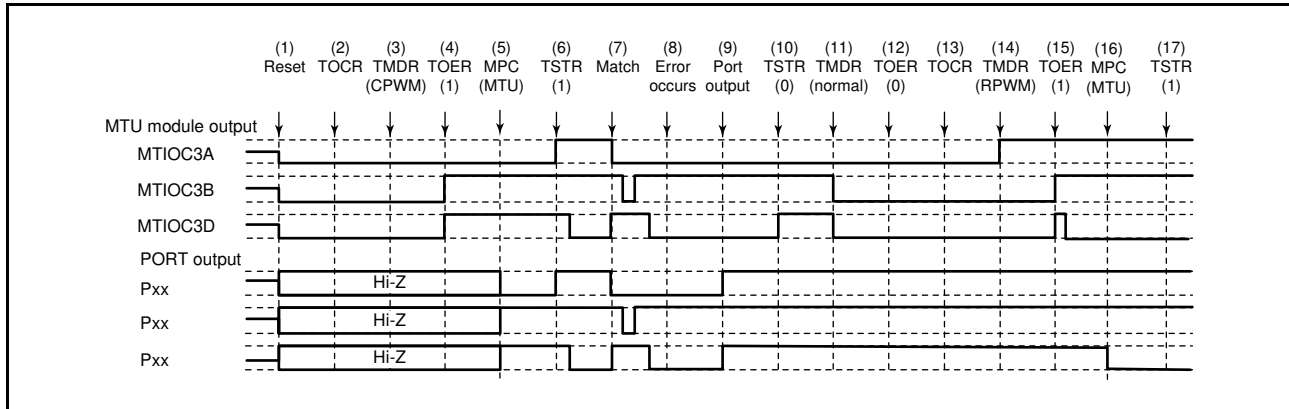 (1) (2) (3) (4) (5) (6) (7) (8) (9) (10) (11) (12) (13) (14) (15) (16) (17)
Reset TOCR TMDR TOER MPC TSTR Match Error Port TSTR TMDR TOER TOCR TMDR TOER MPC TSTR
(CPWM) (1) (MTU) (1) occurs output (0) (normal) (0) (RPWM) (1) (MTU) (1)
MTU module output
MTIOC3A
MTIOC3B
MTIOC3D
PORT output
Pxx Hi-Z
Pxx Hi-Z
Pxx Hi-Z